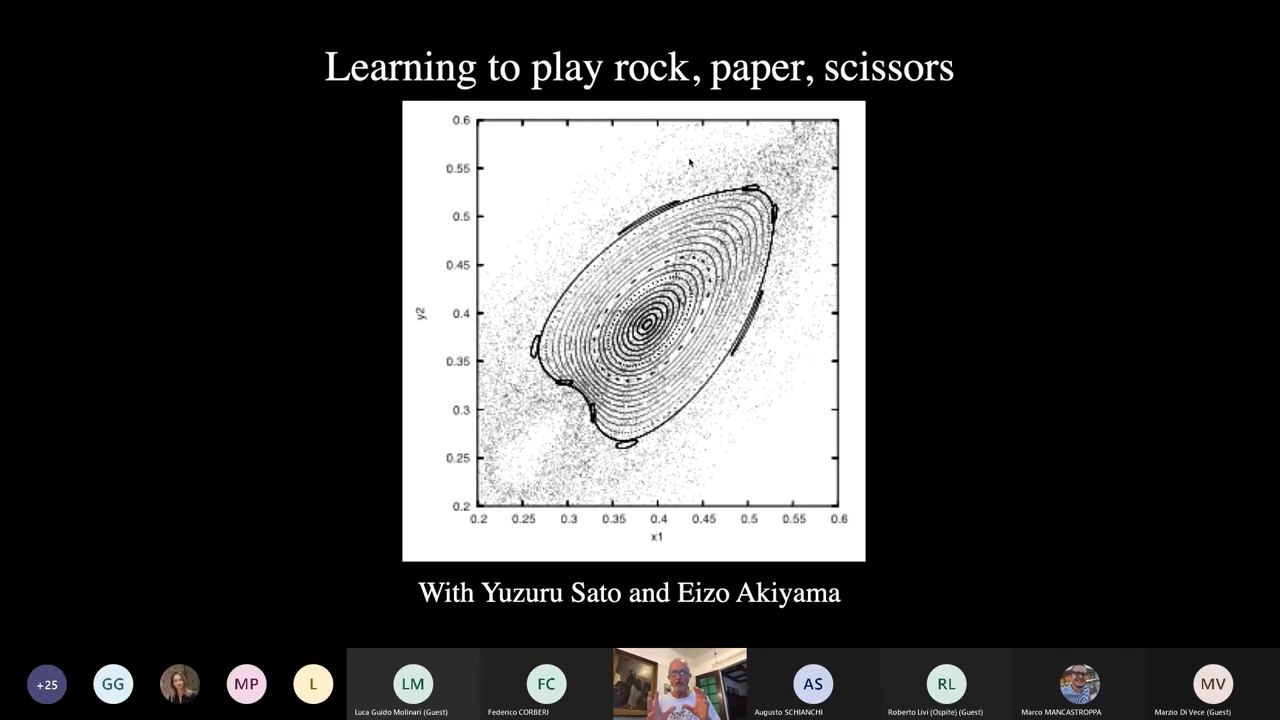 Learning to play rock, paper, scissors
0.6
0.55
0.5
0.45
0.4
0.35
0.3
0.25
0.2
y2
0.2 0.25 0.3 0.35 0.4 0.45 0.5 0.55 0.6
x1
With Yuzuru Sato and Eizo Akiyama
+25 GG MP L LM FC AS RL MV
Luca Guido Molinari (Guest) Federico CORBERI Augusto SCHIANCHI Roberto Livi (Ospite) (Guest) Marco MANCASTROPPA Marzio Di Vece (Guest)